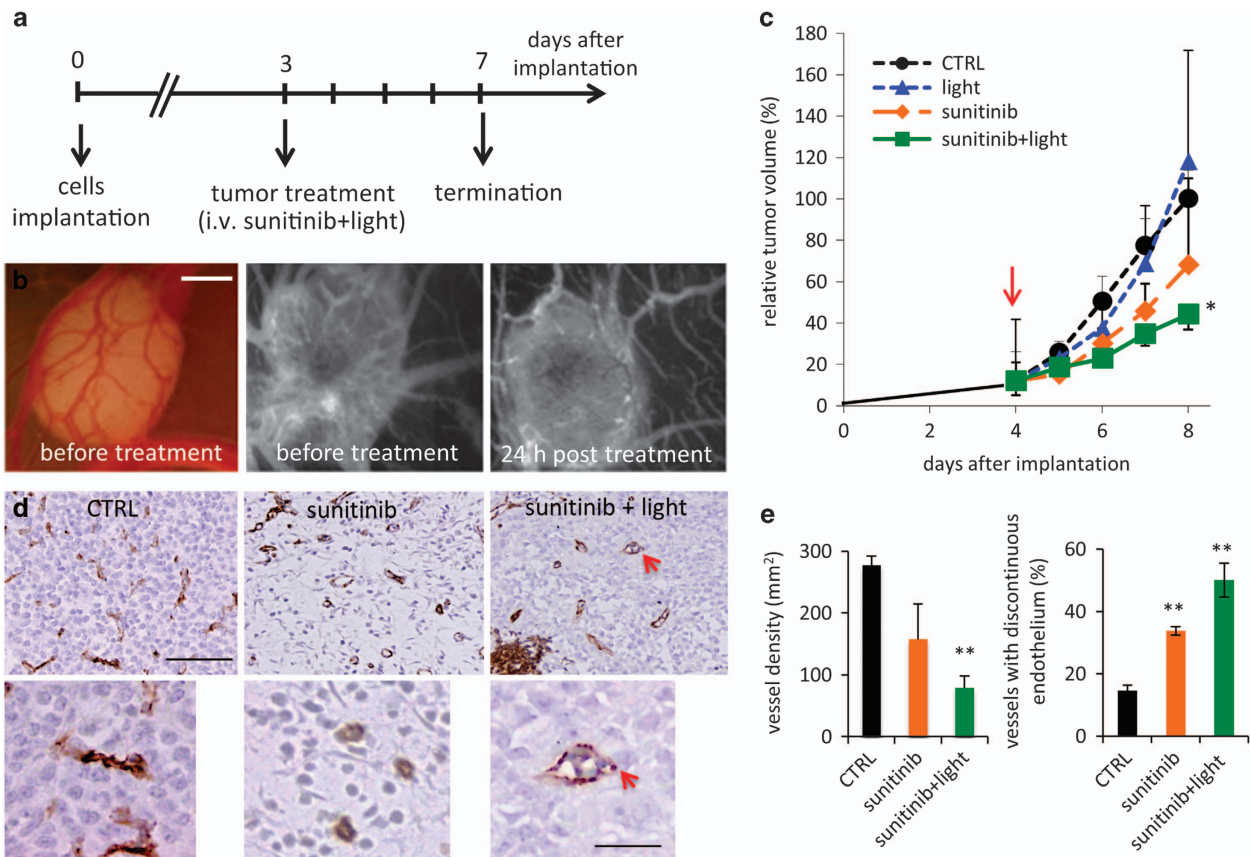 a
0
3
7
days after
implantation
cells
implantation
tumor treatment
(i.v. sunitinib+light)
termination
b
before treatment
before treatment
24 h post treatment
c
relative tumor volume (%)
180
160
140
120
100
80
60
40
20
0
CTRL
light
sunitinib
sunitinib+light
*
0
2
4
6
8
days after implantation
d
CTRL
sunitinib
sunitinib + light
e
vessel density (mm²)
300
200
100
0
**
CTRL
sunitinib
sunitinib+light
vessels with discontinuous
endothelium (%)
60
40
20
0
**
**
CTRL
sunitinib
sunitinib+light